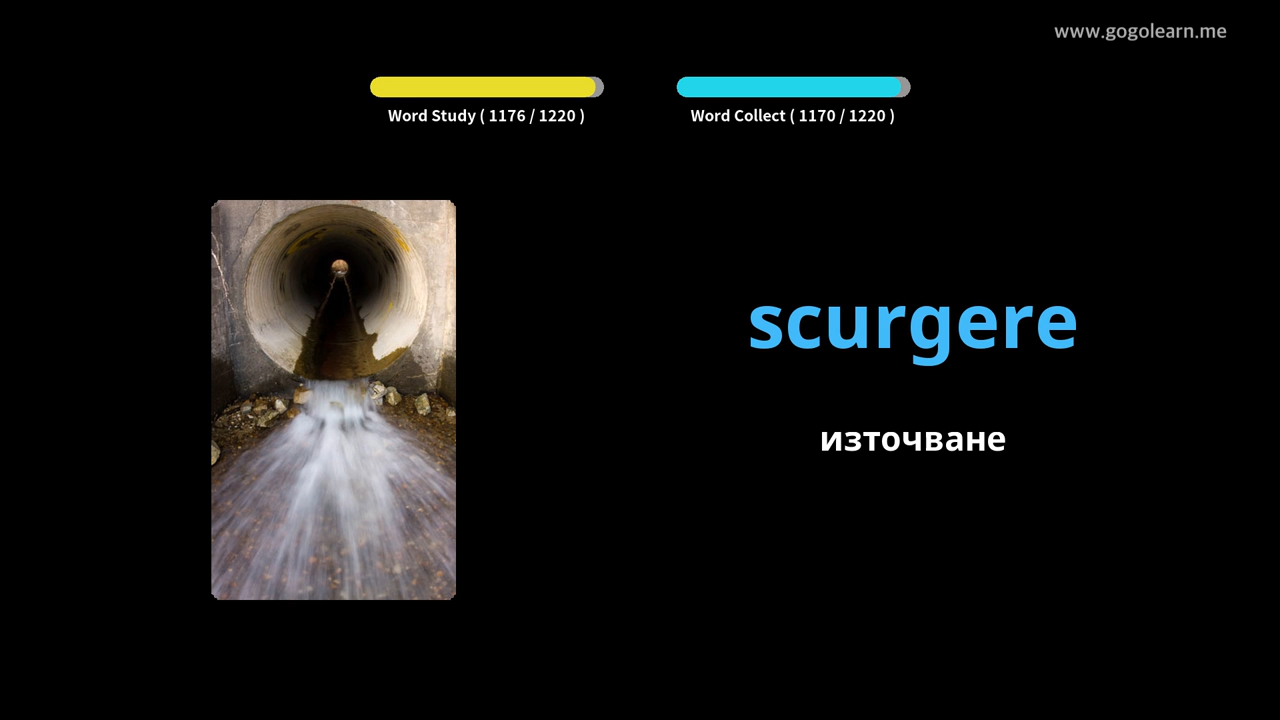 www.gogolearn.me
Word Study ( 1176 / 1220 )
Word Collect ( 1170 / 1220 )
scurgere
източване